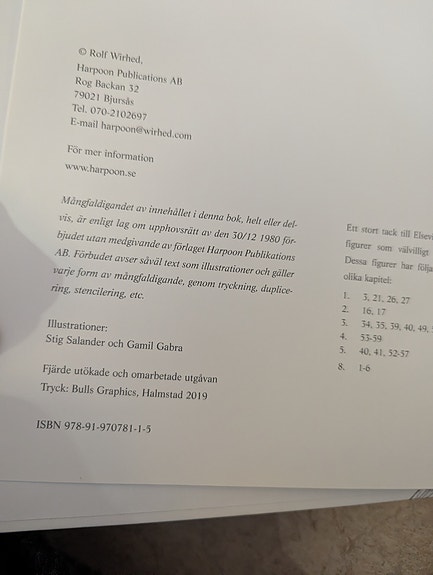 © Rolf Wirhed,
Harpoon Publications AB
Rog Backan 32
79021 Bjursås
Tel. 070-2102697
E-mail harpoon@wirhed.com
För mer information
www.harpoon.se
Mångfaldigandet av innehållet i denna bok, helt eller del-
vis, är enligt lag om upphovsrätt av den 30/12 1980 för-
bjudet utan medgivande av förlaget Harpoon Publications
AB. Förbudet avser såväl text som illustrationer och gäller
varje form av mångfaldigande, genom tryckning, duplice-
ring, stencilering, etc.
Illustrationer:
Stig Salander och Gamil Gabra
Fjärde utökade och omarbetade utgåvan
Tryck: Bulls Graphics, Halmstad 2019
ISBN 978-91-970781-1-5
Ett stort tack till
figurer som välvilligt
Dessa figurer har
olika kapitel:
1. 3, 21, 26, 27
2. 16, 17
3. 34, 35, 39, 40, 49,
4. 53-59
5. 40, 41, 52-57
8. 1-6